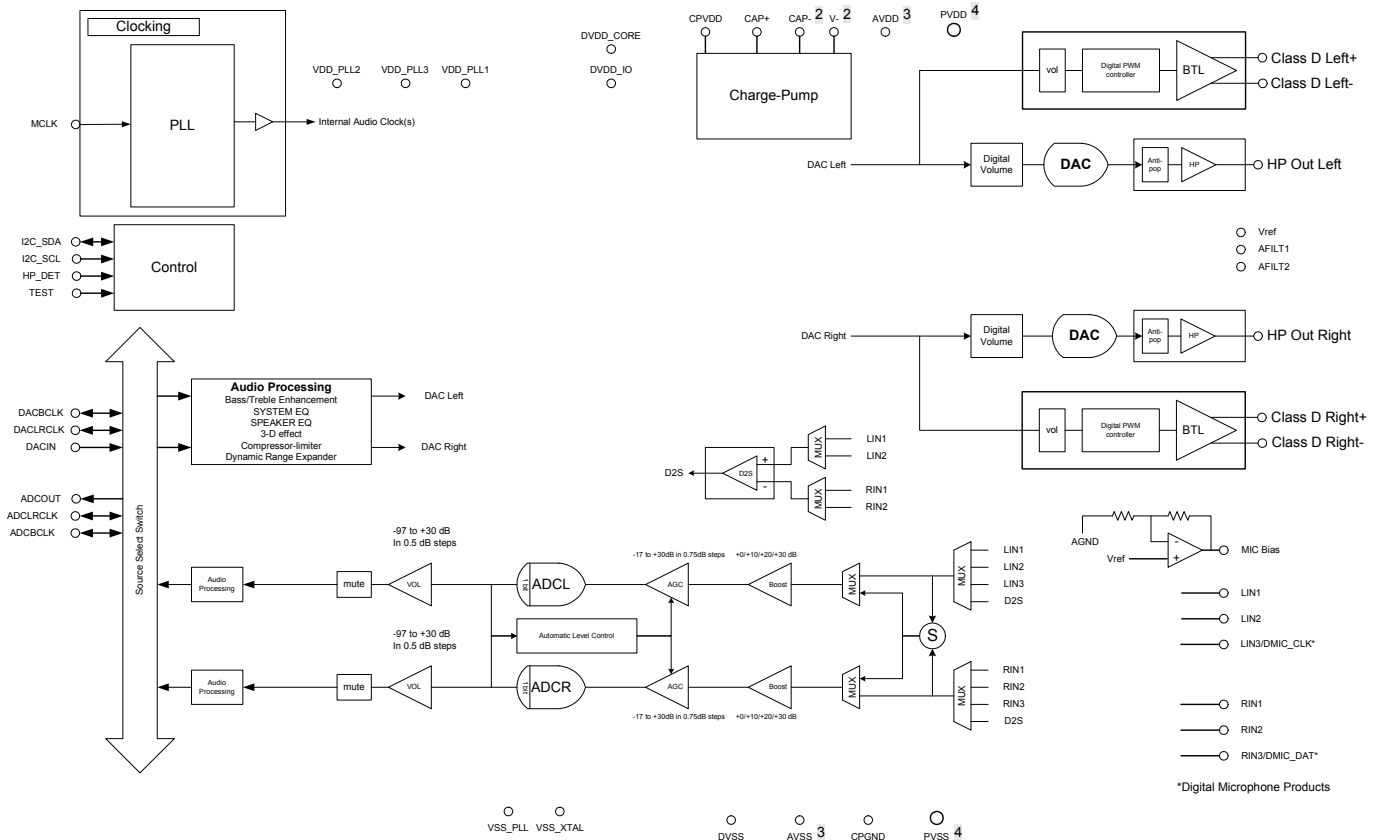 Clocking
PLL
MCLK
Internal Audio Clock(s)
VDD_PLL2
VDD_PLL3
VDD_PLL1
DVDD_CORE
DVDD_IO
CPVDD
CAP+
CAP- 2
V- 2
AVDD 3
PVDD 4
Charge-Pump
vol
Digital PWM
controller
BTL
Class D Left+
Class D Left-
DAC Left
Digital
Volume
DAC
Anti-
pop
HP
HP Out Left
I2C_SDA
I2C_SCL
HP_DET
TEST
Control
Vref
AFILT1
AFILT2
DAC Right
Digital
Volume
DAC
Anti-
pop
HP
HP Out Right
vol
Digital PWM
controller
BTL
Class D Right+
Class D Right-
Audio Processing
Bass/Treble Enhancement
SYSTEM EQ
SPEAKER EQ
3-D effect
Compressor-limiter
Dynamic Range Expander
DAC Left
DAC Right
DACBCLK
DACLRCLK
DACIN
ADCOUT
ADCLRCLK
ADCBCLK
Source Select Switch
D2S
D2S
+
-
MUX
LIN1
LIN2
MUX
RIN1
RIN2
AGND
Vref
-
+
MIC Bias
-97 to +30 dB
In 0.5 dB steps
-17 to +30dB in 0.75dB steps
+0/+10/+20/+30 dB
Audio
Processing
mute
VOL
1 bit
ADCL
AGC
Boost
MUX
MUX
LIN1
LIN2
LIN3
D2S
Automatic Level Control
S
-97 to +30 dB
In 0.5 dB steps
Audio
Processing
mute
VOL
1 bit
ADCR
AGC
Boost
MUX
MUX
RIN1
RIN2
RIN3
D2S
-17 to +30dB in 0.75dB steps
+0/+10/+20/+30 dB
LIN1
LIN2
LIN3/DMIC_CLK*
RIN1
RIN2
RIN3/DMIC_DAT*
*Digital Microphone Products
VSS_PLL
VSS_XTAL
DVSS
AVSS 3
CPGND
PVSS 4